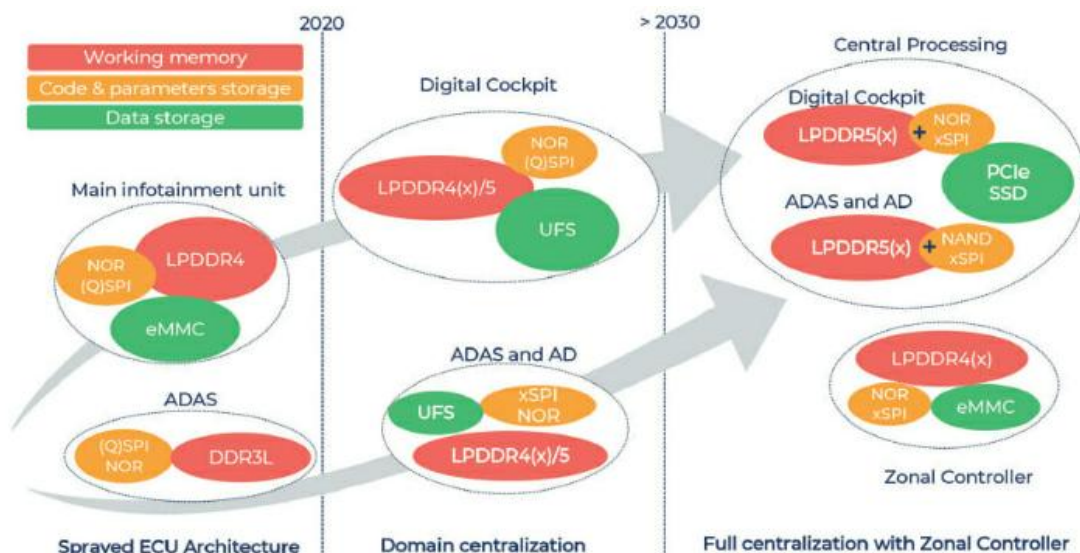 2020
> 2030
Working memory
Code & parameters storage
Data storage
Main infotainment unit
NOR
(Q)SPI
LPDDR4
eMMC
ADAS
(Q)SPI
NOR
DDR3L
Sprayed ECU Architecture
Digital Cockpit
NOR
(Q)SPI
LPDDR4(x)/5
UFS
ADAS and AD
UFS
xSPI
NOR
LPDDR4(x)/5
Domain centralization
Central Processing
Digital Cockpit
LPDDR5(x)
+
NOR
xSPI
PCIe
SSD
ADAS and AD
LPDDR5(x)
+
NAND
xSPI
LPDDR4(x)
NOR
xSPI
eMMC
Zonal Controller
Full centralization with Zonal Controller